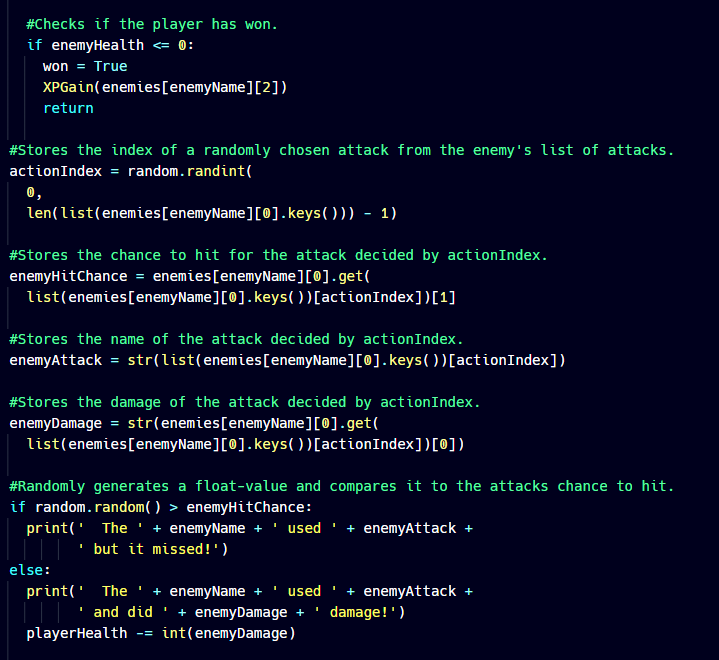 #Checks if the player has won.
if enemyHealth <= 0:
won = True
XPGain(enemies[enemyName][2])
return
#Stores the index of a randomly chosen attack from the enemy's list of attacks.
actionIndex = random.randint(
0,
len(list(enemies[enemyName][0].keys())) - 1)
#Stores the chance to hit for the attack decided by actionIndex.
enemyHitChance = enemies[enemyName][0].get(
list(enemies[enemyName][0].keys())[actionIndex])[1]
#Stores the name of the attack decided by actionIndex.
enemyAttack = str(list(enemies[enemyName][0].keys())[actionIndex])
#Stores the damage of the attack decided by actionIndex.
enemyDamage = str(enemies[enemyName][0].get(
list(enemies[enemyName][0].keys())[actionIndex])[0])
#Randomly generates a float-value and compares it to the attacks chance to hit.
if random.random() > enemyHitChance:
print('  The ' + enemyName + ' used ' + enemyAttack +
' but it missed!')
else:
print('  The ' + enemyName + ' used ' + enemyAttack +
' and did ' + enemyDamage + ' damage!')
playerHealth -= int(enemyDamage)